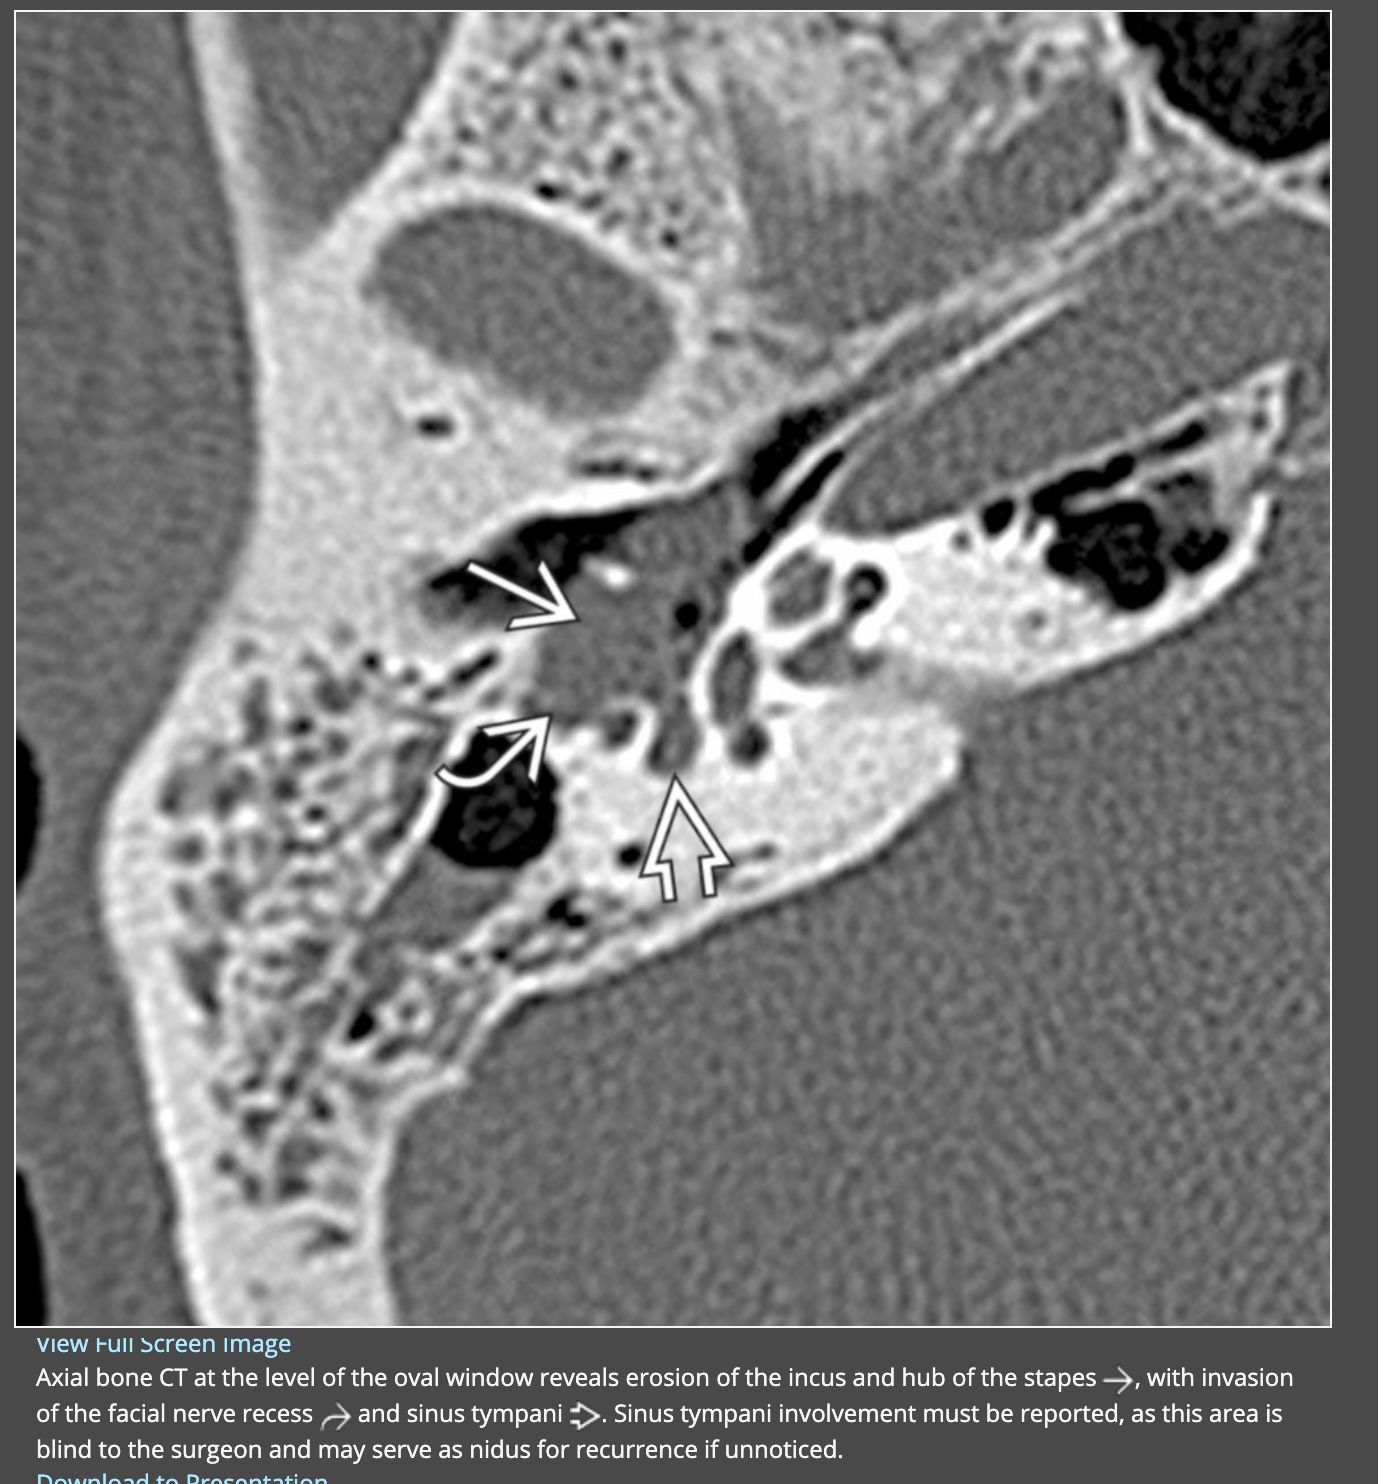 View Full Screen Image
Axial bone CT at the level of the oval window reveals erosion of the incus and hub of the stapes →, with invasion
of the facial nerve recess and sinus tympani. Sinus tympani involvement must be reported, as this area is
blind to the surgeon and may serve as nidus for recurrence if unnoticed.
Download to Presentation